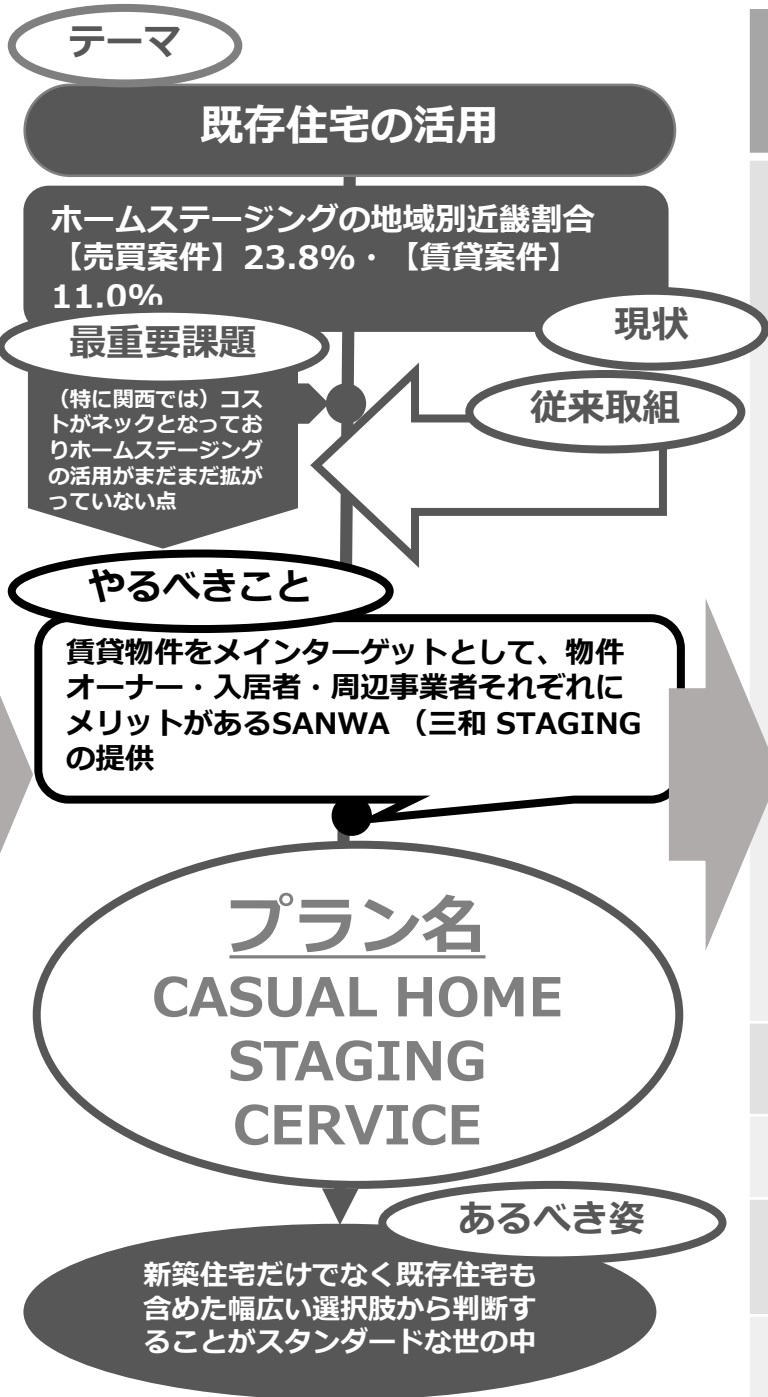 テーマ
既存住宅の活用
ホームステージングの地域別近畿割合
【売買案件】23.8%・【賃貸案件】
11.0%
現状
最重要課題
従来取組
（特に関西では）コス
トがネックとなってお
りホームステージング
の活用がまだまだ拡が
っていない点
やるべきこと
賃貸物件をメインターゲットとして、物件
オーナー・入居者・周辺事業者それぞれに
メリットがあるSANWA （三和 STAGING
の提供
プラン名
CASUAL HOME
STAGING
CERVICE
あるべき姿
新築住宅だけでなく既存住宅も
含めた幅広い選択肢から判断す
ることがスタンダードな世の中